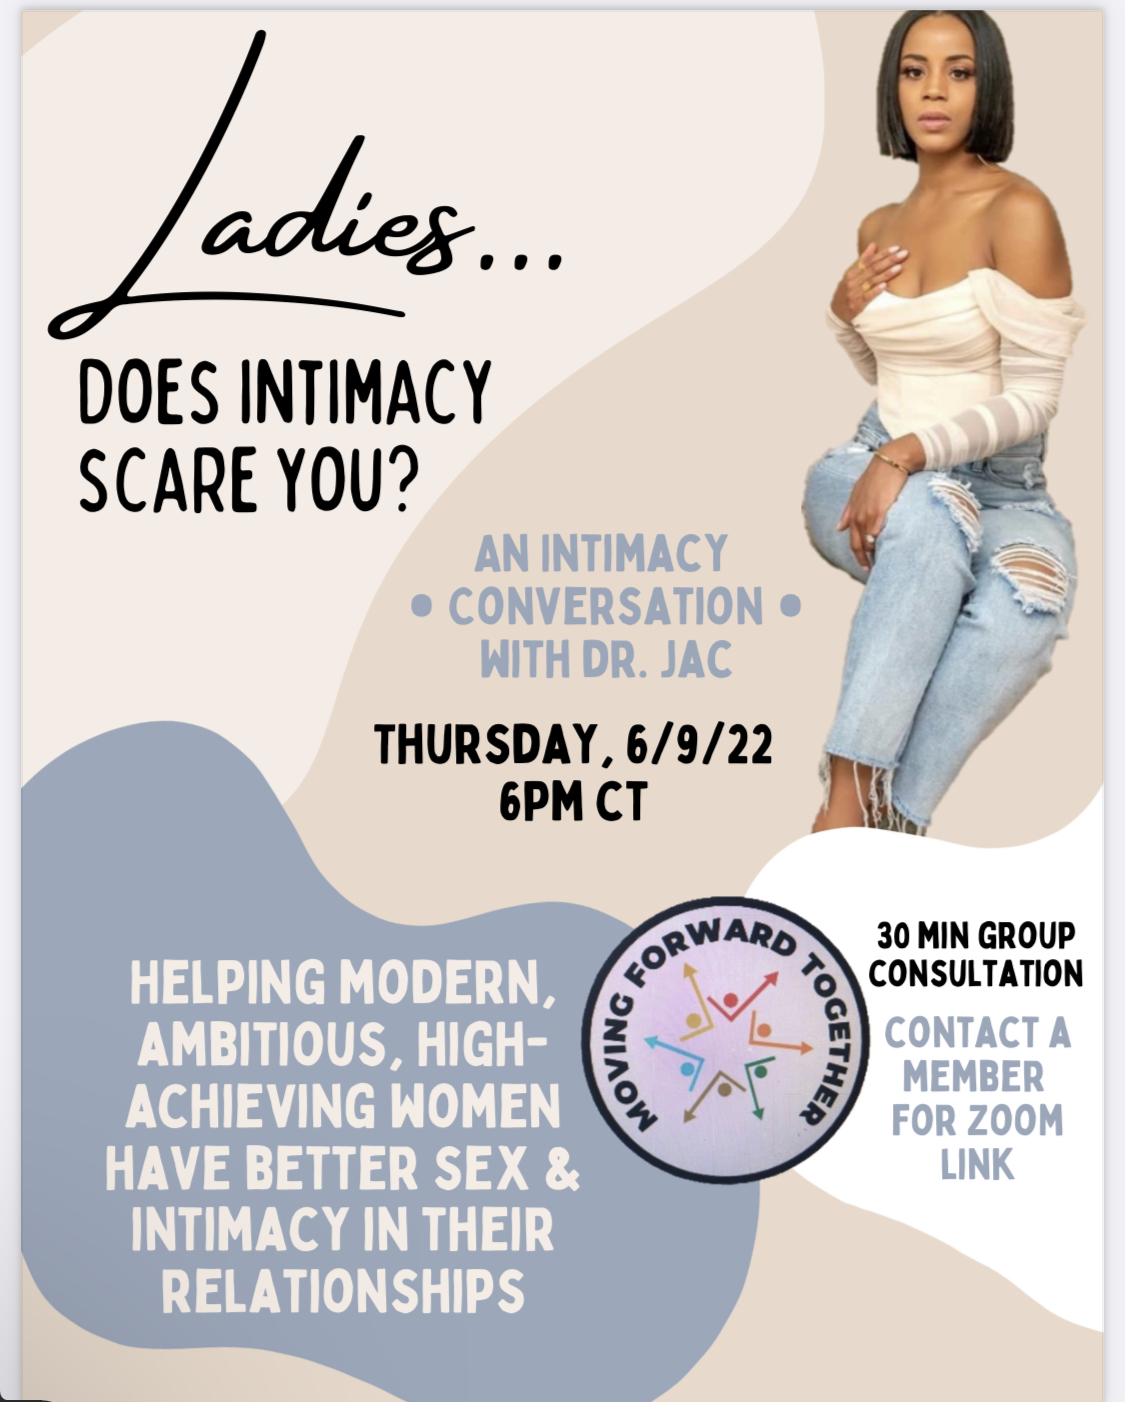 Ladies...
DOES INTIMACY
SCARE YOU?
AN INTIMACY
• CONVERSATION •
WITH DR. JAC
THURSDAY, 6/9/22
6PM CT
HELPING MODERN,
AMBITIOUS, HIGH-
ACHIEVING WOMEN
HAVE BETTER SEX &
INTIMACY IN THEIR
RELATIONSHIPS
MOVING FORWARD TOGETHER
30 MIN GROUP
CONSULTATION
CONTACT A
MEMBER
FOR ZOOM
LINK